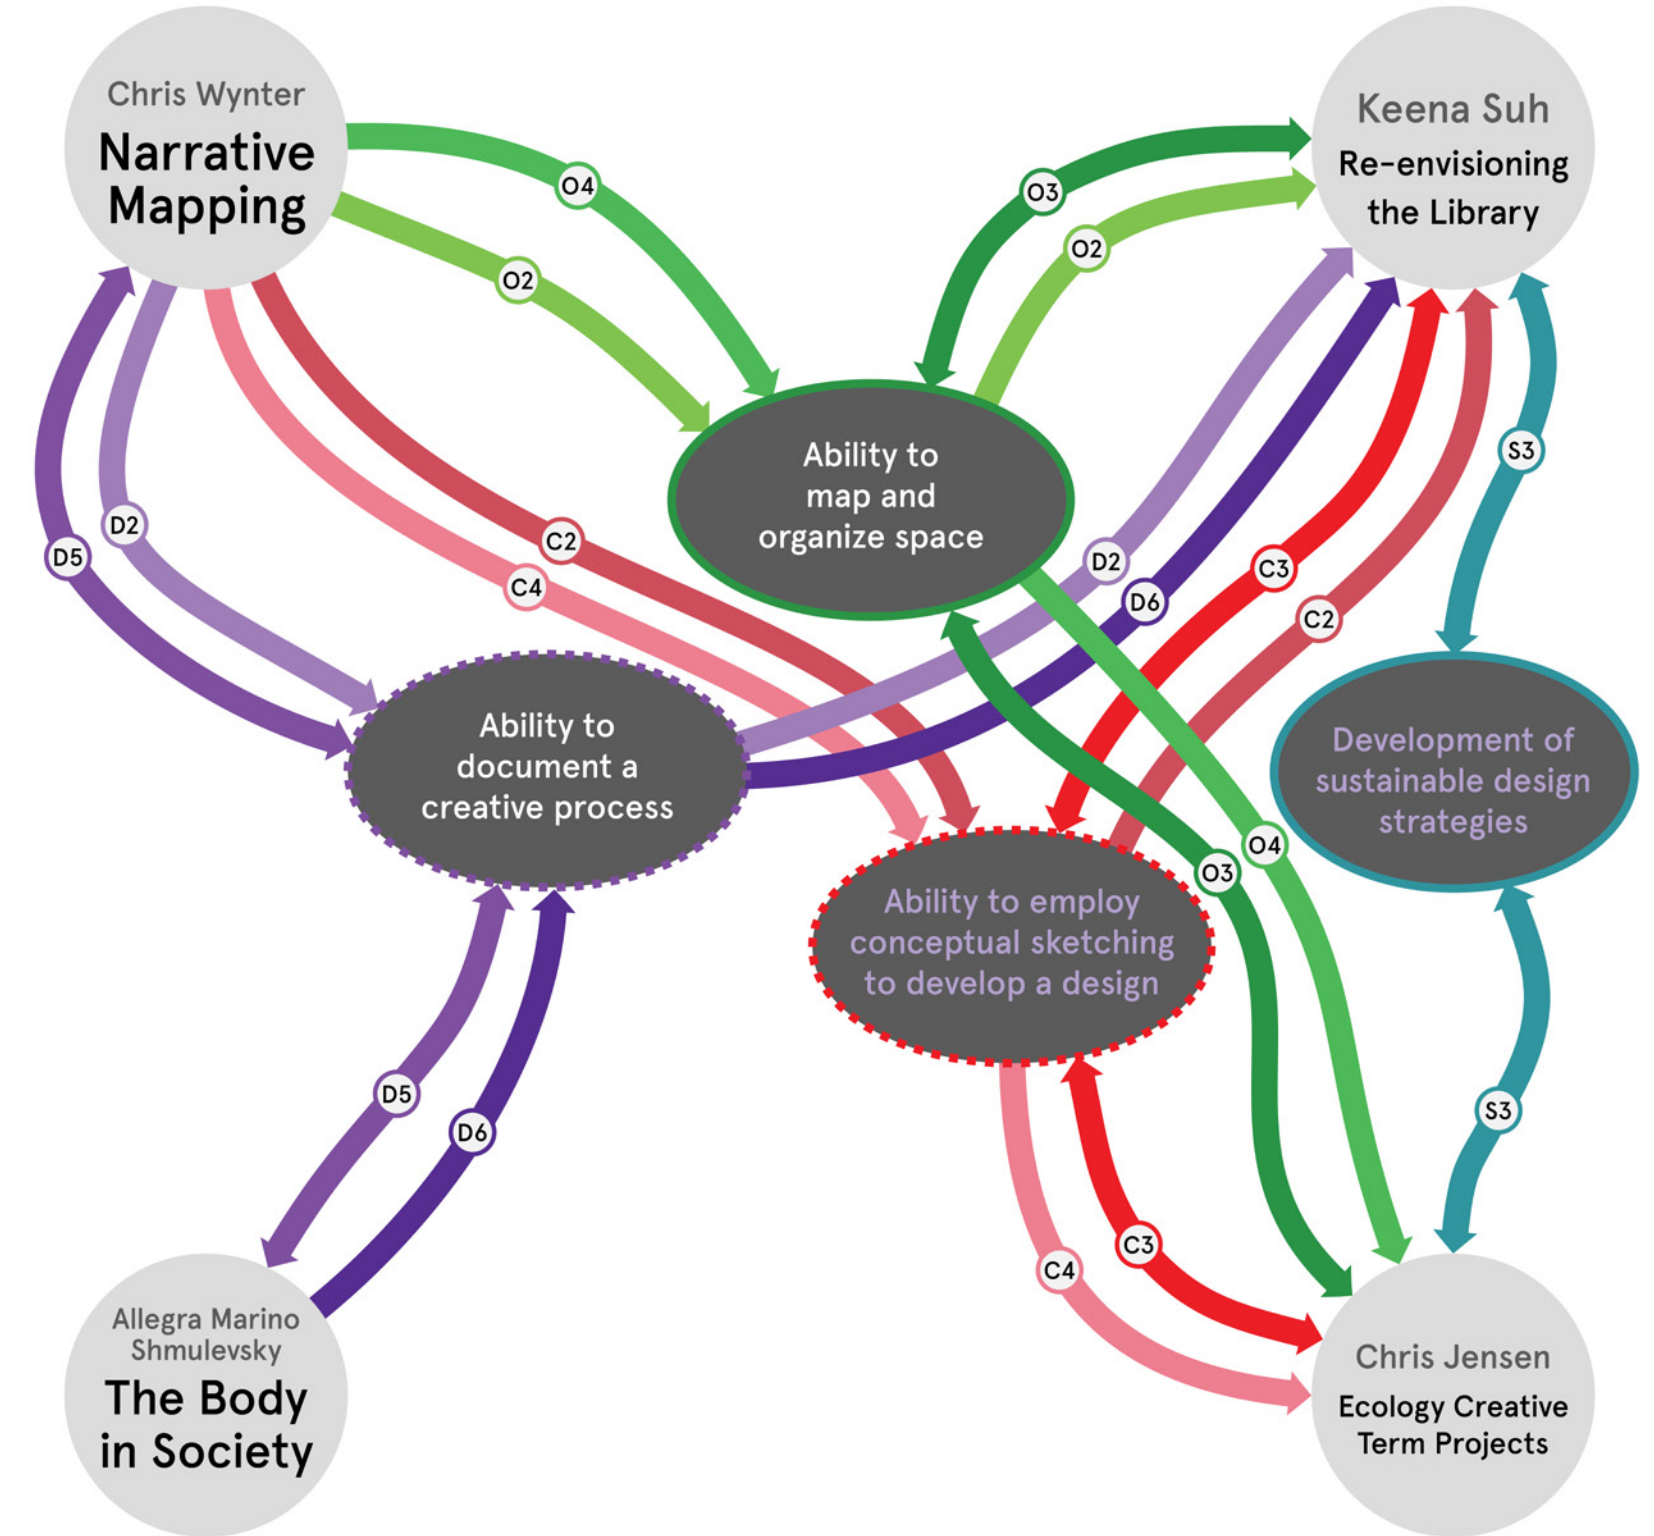 Chris Wynter
Narrative
Mapping
Keena Suh
Re-envisioning
the Library
O4
O3
O2
O2
Ability to
map and
organize space
S3
D2
D5
C2
C4
D2
D6
C3
C2
Ability to
document a
creative process
Development of
sustainable design
strategies
O4
O3
Ability to employ
conceptual sketching
to develop a design
D5
D6
S3
C3
C4
Allegra Marino
Shmulevsky
The Body
in Society
Chris Jensen
Ecology Creative
Term Projects